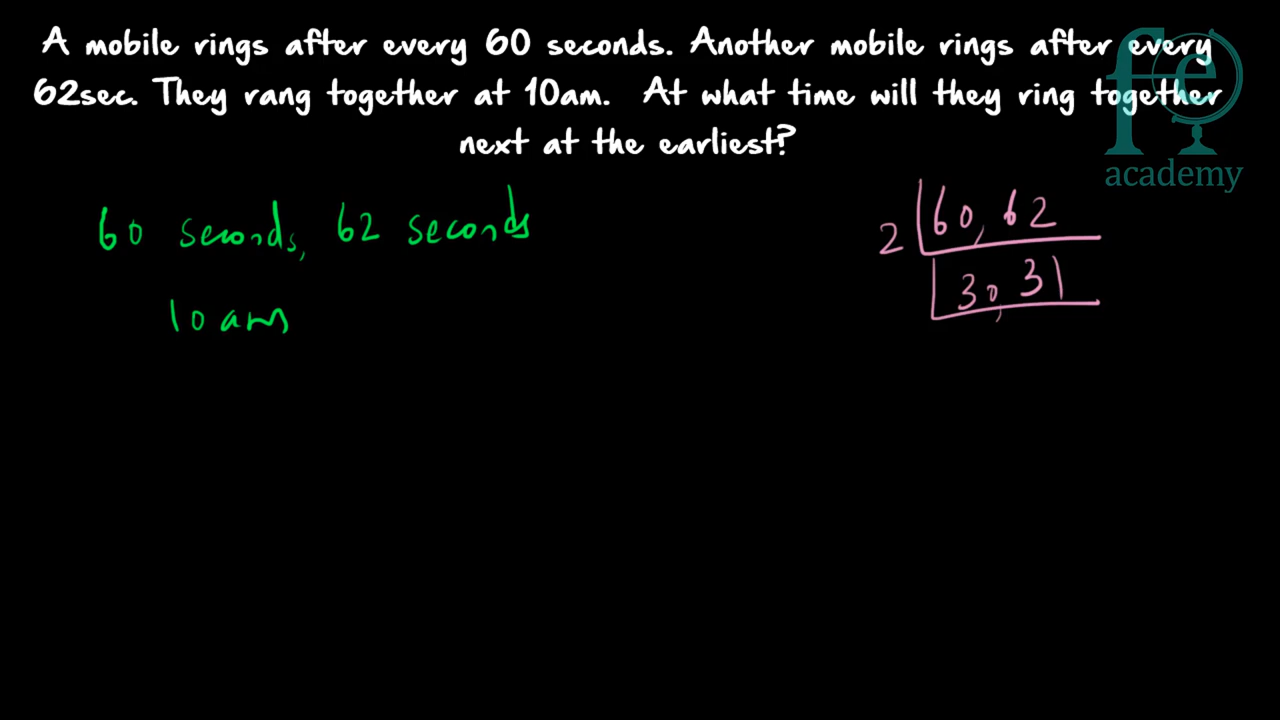 A mobile rings after every 60 seconds. Another mobile rings after every
62sec. They rang together at 10am. At what time will they ring together
next at the earliest?
fe
academy
60 seconds, 62 seconds
10am
2 60, 62
30, 31